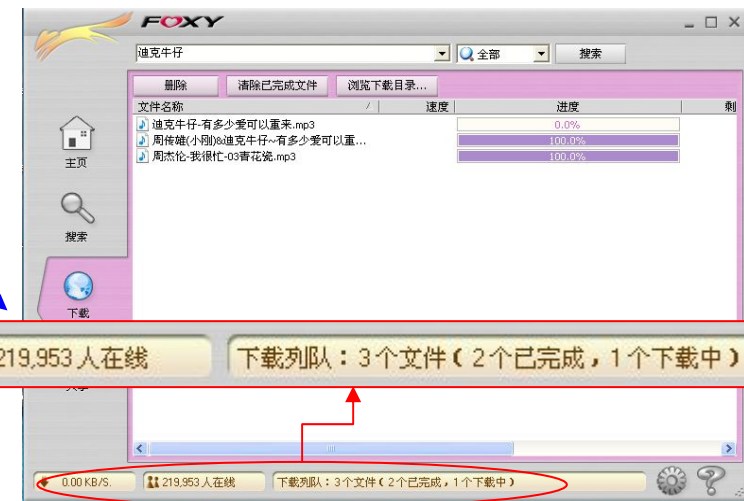 FOXY
迪克牛仔
全部
搜索
删除
清除已完成文件
浏览下载目录...
文件名称 / 速度 进度 剩
迪克牛仔-有多少爱可以重来.mp3 0.0%
周传雄(小刚)&迪克牛仔~有多少爱可以重... 100.0%
周杰伦-我很忙-03青花瓷.mp3 100.0%
主页
搜索
下载
219,953人在线 下载列队：3个文件(2个已完成，1个下载中)
0.00 KB/S. 219,953人在线 下载列队：3个文件(2个已完成，1个下载中)